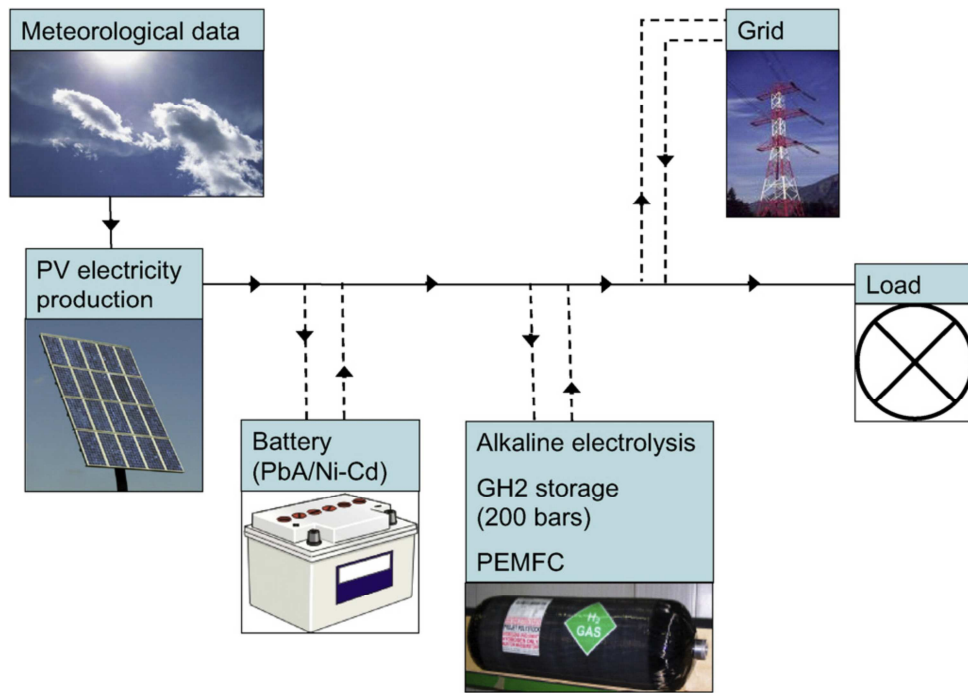 Meteorological data
Grid
PV electricity
production
Load
Battery
(PbA/Ni-Cd)
Alkaline electrolysis
GH2 storage
(200 bars)
PEMFC
H2
GAS